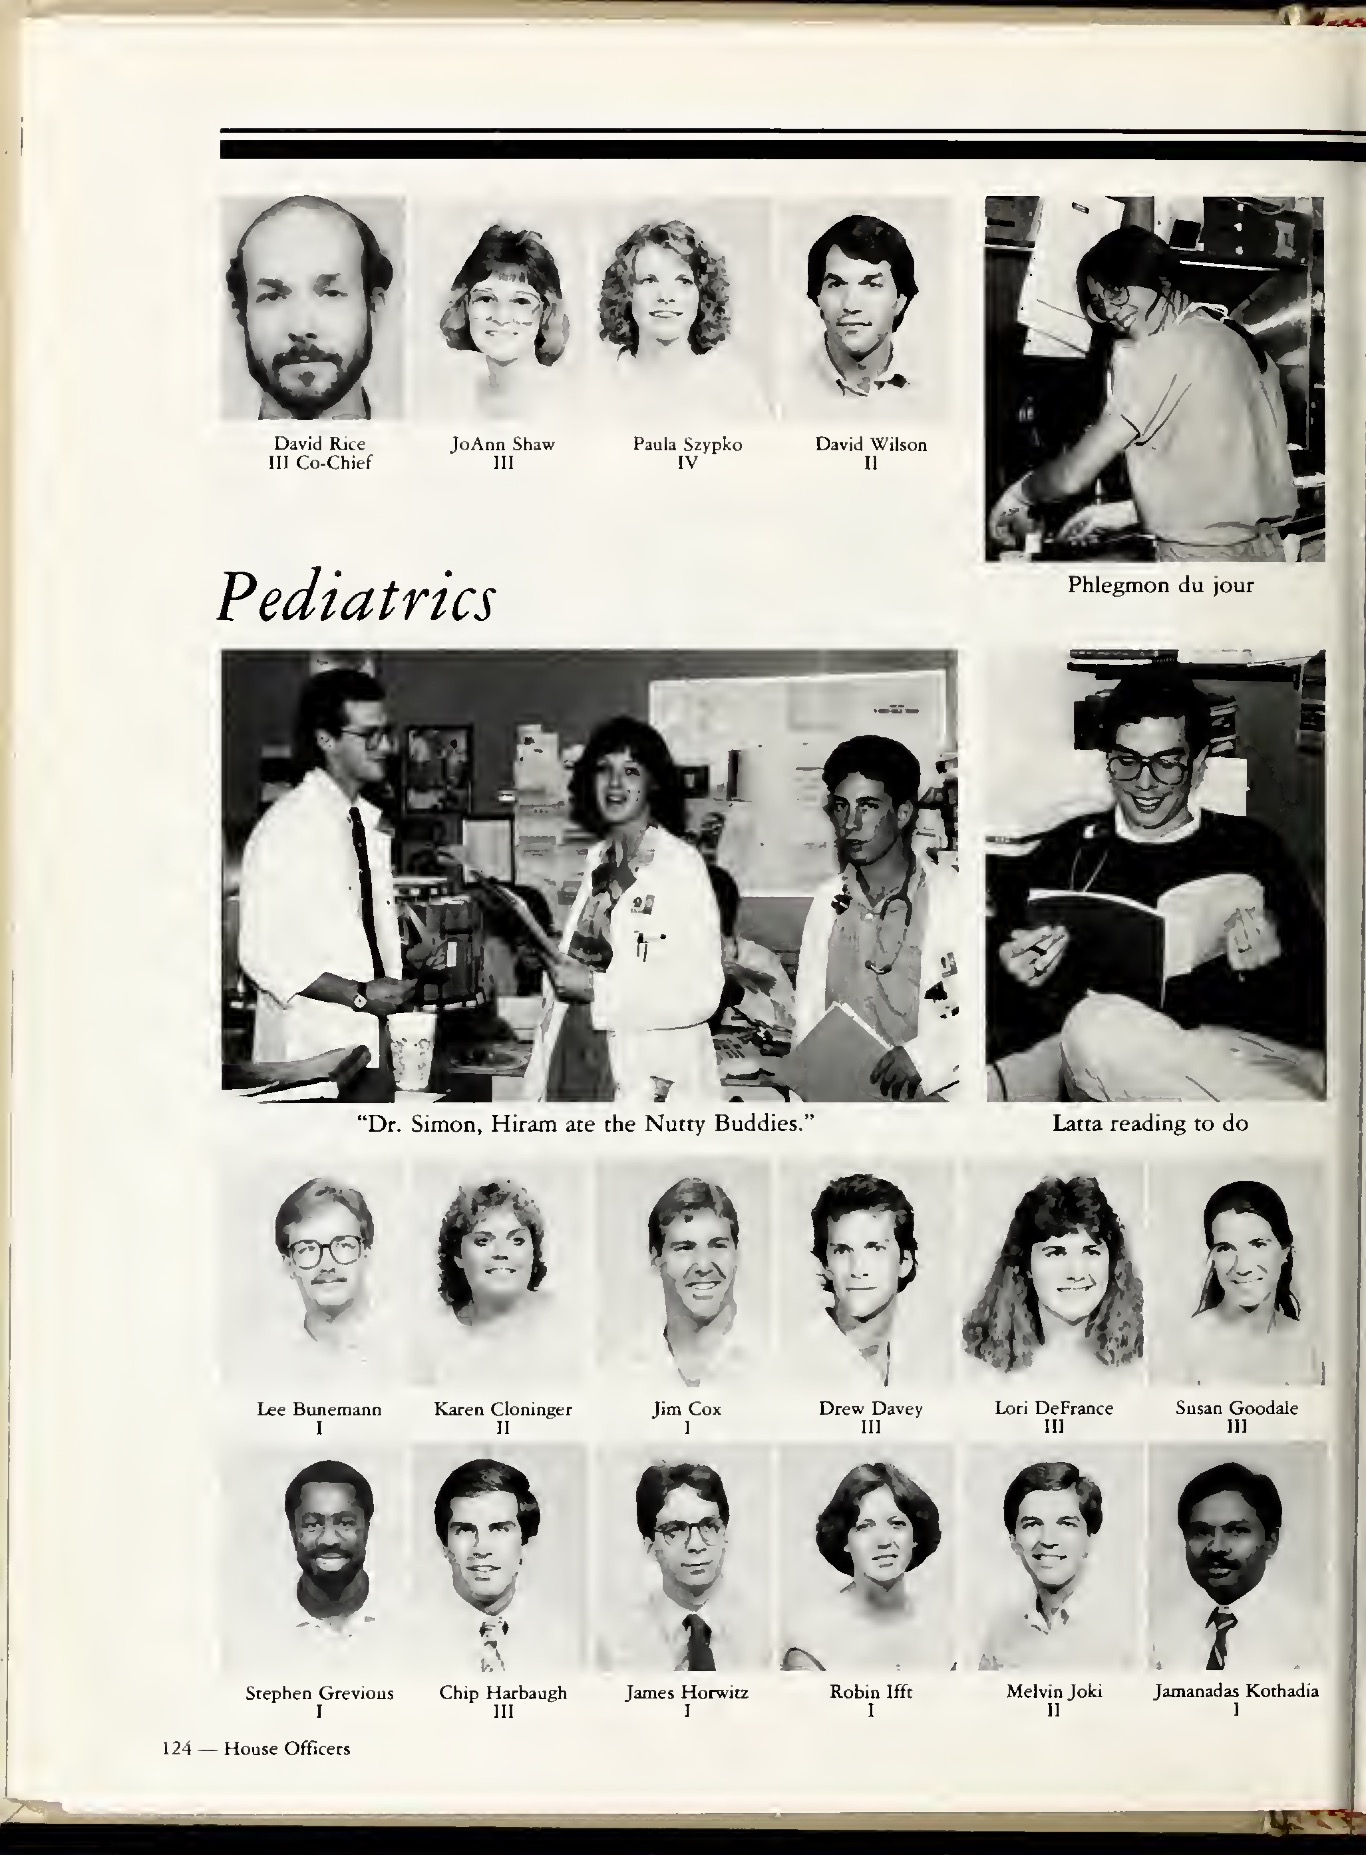 David Rice
III Co-Chief
JoAnn Shaw
III
Paula Szypko
IV
David Wilson
II
Phlegmon du jour
Pediatrics
“Dr. Simon, Hiram ate the Nutty Buddies.”
Latta reading to do
Lee Bunemann
I
Karen Cloninger
II
Jim Cox
I
Drew Davey
III
Lori DeFrance
III
Susan Goodale
III
Stephen Grevious
I
Chip Harbaugh
III
James Horwitz
I
Robin Ifft
I
Melvin Joki
II
Jamanadas Kothadia
I
124 — House Officers